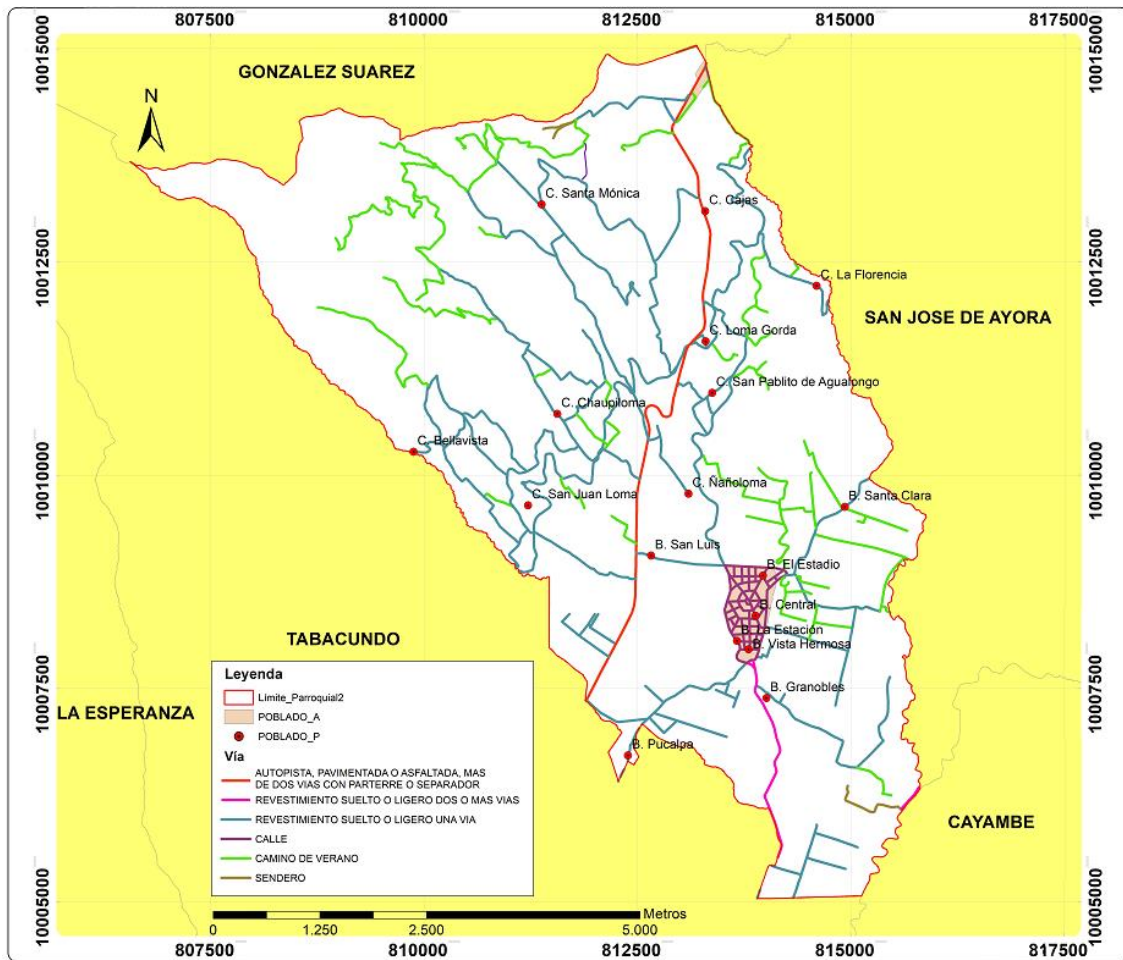 807500 810000 812500 815000 817500
10015000
10015000
GONZALEZ SUAREZ
N
C. Santa Mónica
C. Cajas
10012500
10012500
C. La Florencia
SAN JOSE DE AYORA
C. Loma Gorda
C. San Pablito de Agualongo
C. Chaupiloma
C. Bellavista
10010000
10010000
C. San Juan Loma
C. Ñañoloma
B. Santa Clara
B. San Luis
B. El Estadio
B. Central
TABACUNDO
B. La Estación
B. Vista Hermosa
10007500
10007500
B. Granobles
LA ESPERANZA
B. Pucalpa
CAYAMBE
Leyenda
Límite_Parroquial2
POBLADO_A
POBLADO_P
Vía
AUTOPISTA, PAVIMENTADA O ASFALTADA, MAS
DE DOS VIAS CON PARTERRE O SEPARADOR
REVESTIMIENTO SUELTO O LIGERO DOS O MAS VIAS
REVESTIMIENTO SUELTO O LIGERO UNA VIA
CALLE
CAMINO DE VERANO
SENDERO
10005000
10005000
0 1.250 2.500 5.000 Metros
807500 810000 812500 815000 817500